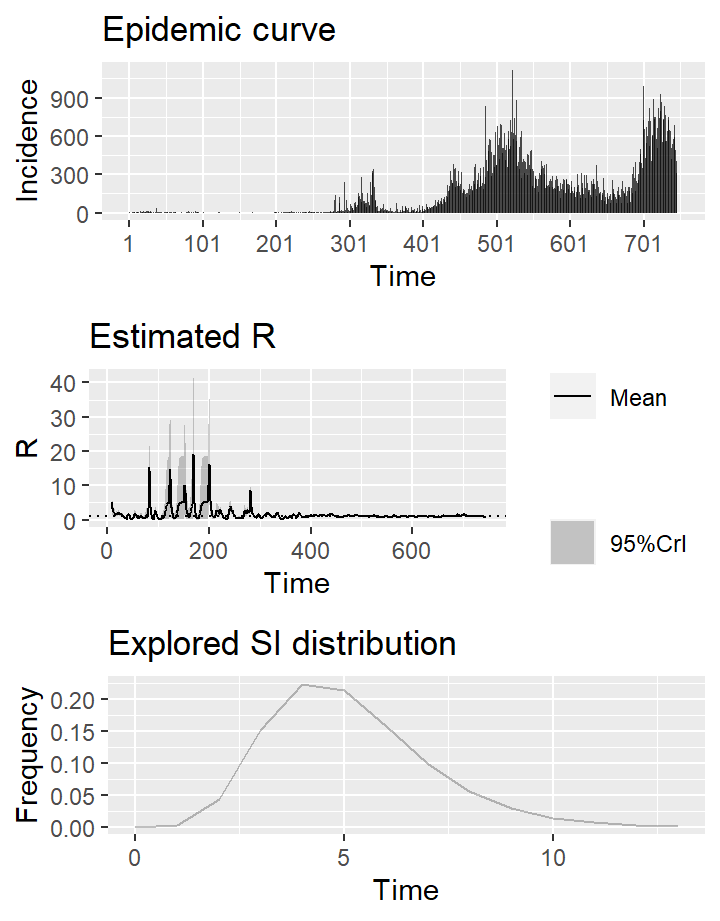 Epidemic curve
Incidence
900
600
300
0
1 101 201 301 401 501 601 701
Time
Estimated R
R
40
30
20
10
0
0 200 400 600
Time
Mean
95%CrI
Explored SI distribution
Frequency
0.20
0.15
0.10
0.05
0.00
0 5 10
Time